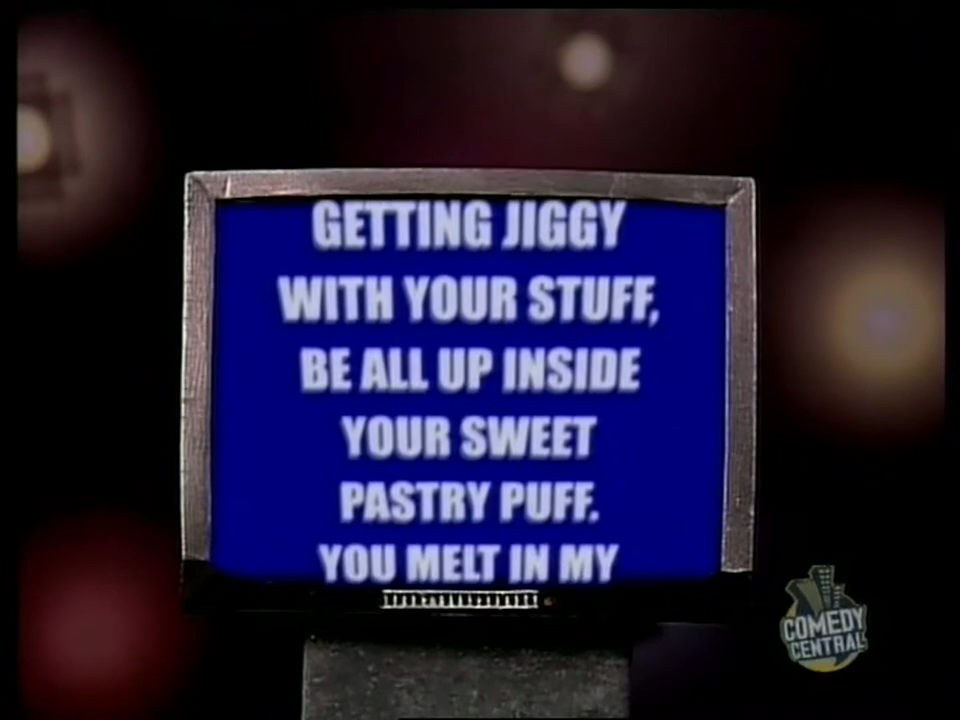 GETTING JIGGY
WITH YOUR STUFF,
BE ALL UP INSIDE
YOUR SWEET
PASTRY PUFF.
YOU MELT IN MY
COMEDY
CENTRAL